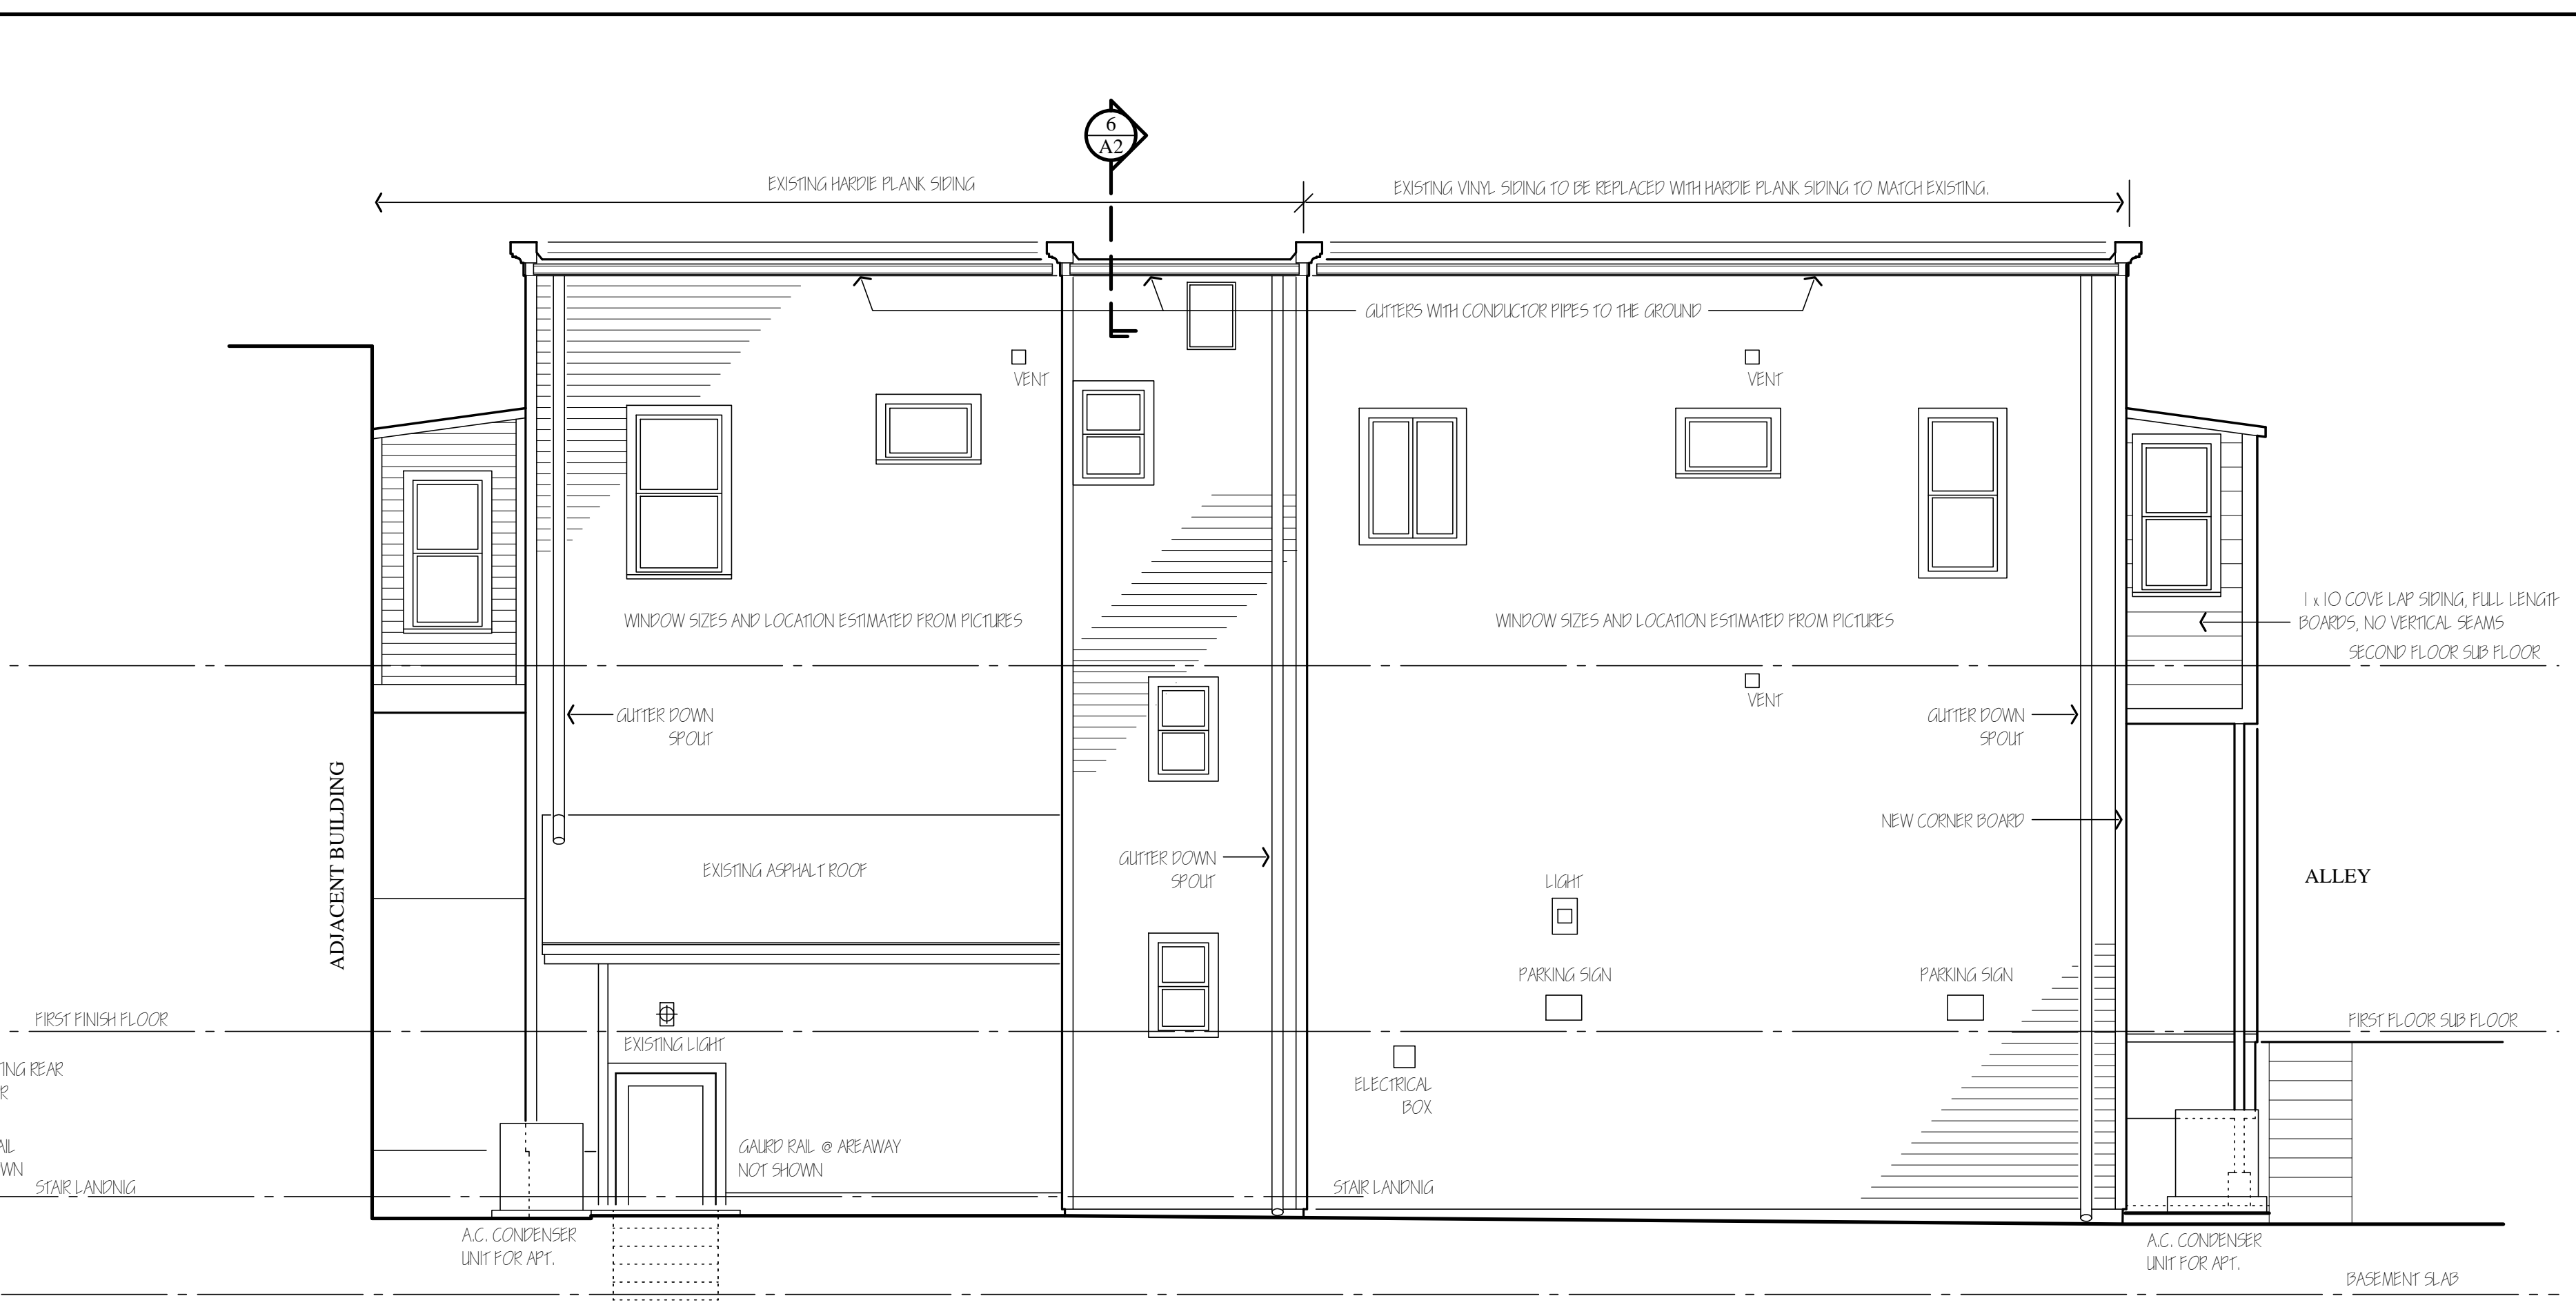 6
A2
EXISTING HARDIE PLANK SIDING
EXISTING VINYL SIDING TO BE REPLACED WITH HARDIE PLANK SIDING TO MATCH EXISTING.
GUTTERS WITH CONDUCTOR PIPES TO THE GROUND
VENT
VENT
WINDOW SIZES AND LOCATION ESTIMATED FROM PICTURES
WINDOW SIZES AND LOCATION ESTIMATED FROM PICTURES
1 x 10 COVE LAP SIDING, FULL LENGTH
BOARDS, NO VERTICAL SEAMS
SECOND FLOOR SUB FLOOR
VENT
GUTTER DOWN
SPOUT
GUTTER DOWN
SPOUT
ADJACENT BUILDING
NEW CORNER BOARD
EXISTING ASPHALT ROOF
GUTTER DOWN
SPOUT
LIGHT
ALLEY
PARKING SIGN
PARKING SIGN
FIRST FINISH FLOOR
FIRST FLOOR SUB FLOOR
EXISTING LIGHT
TING REAR
R
ELECTRICAL
BOX
GAURD RAIL @ AREAWAY
NOT SHOWN
AIL
WN
STAIR LANDNIG
STAIR LANDNIG
A.C. CONDENSER
UNIT FOR APT.
A.C. CONDENSER
UNIT FOR APT.
BASEMENT SLAB